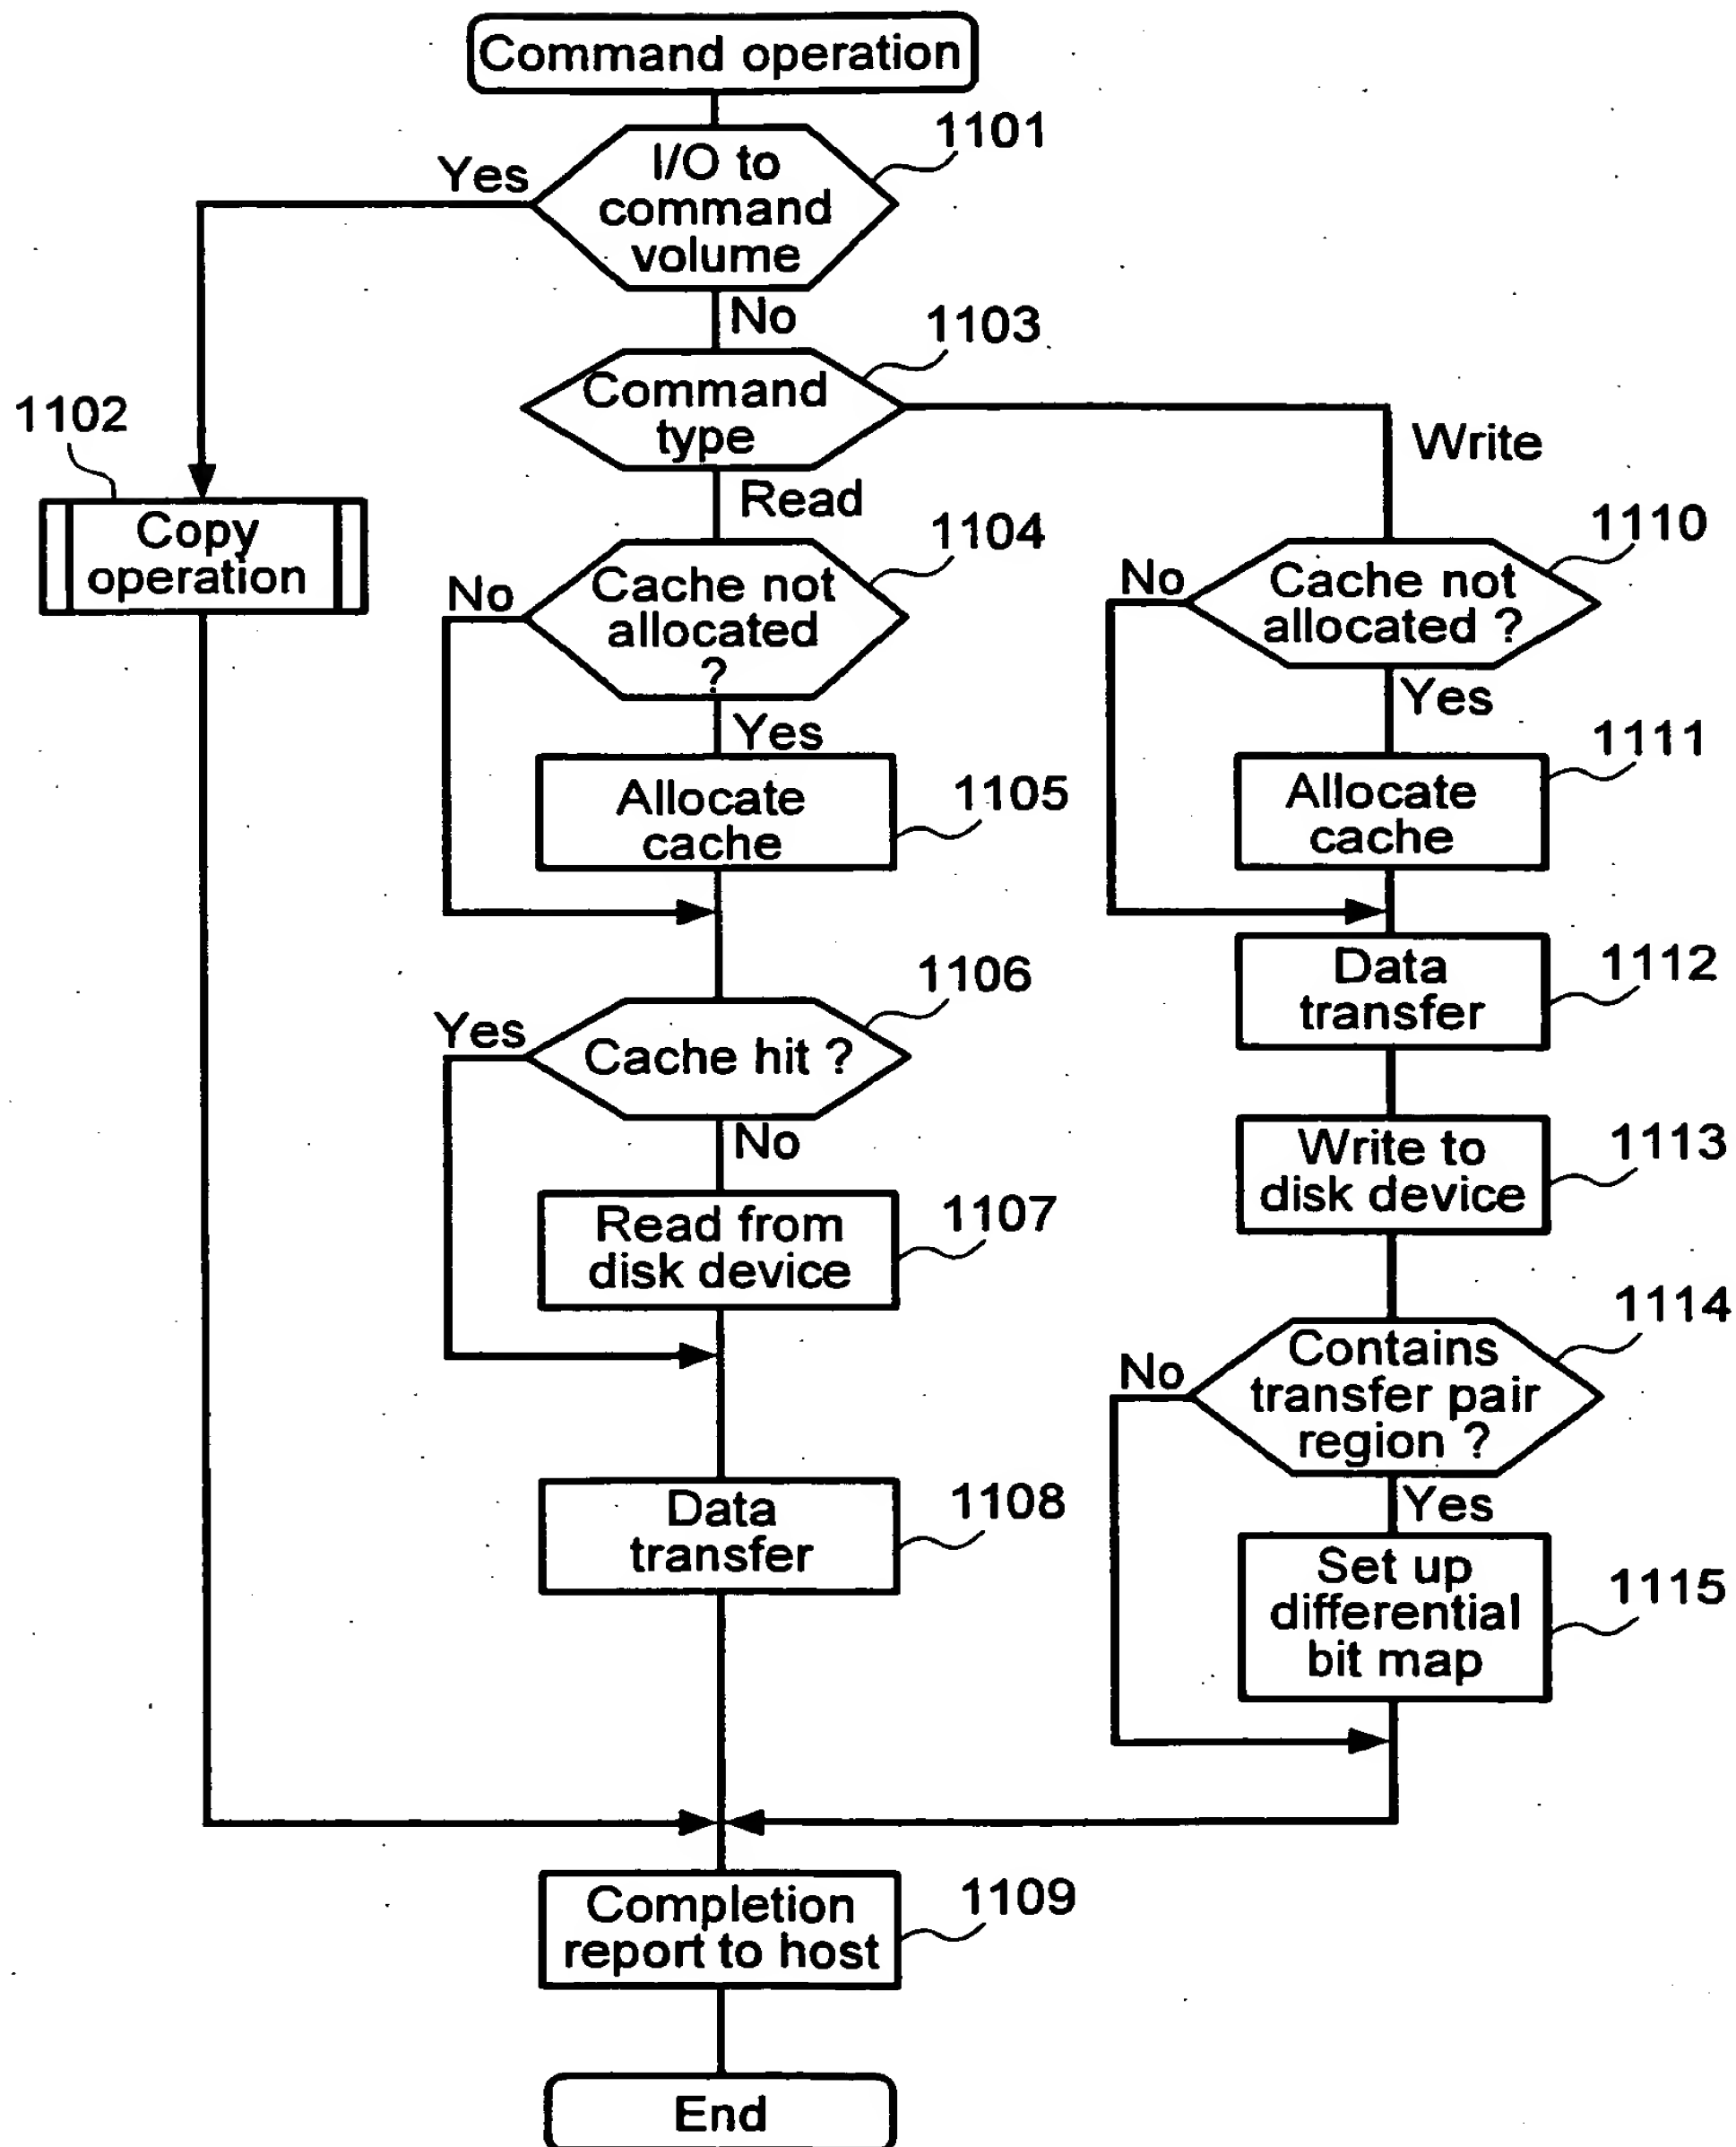 Command operation
1101
I/O to
command
volume
Yes
No
1103
Command
type
Write
Read
1102
Copy
operation
1104
Cache not
allocated
?
No
Yes
1110
Cache not
allocated ?
No
Yes
Allocate
cache
1105
Allocate
cache
1111
1106
Cache hit ?
Yes
No
Data
transfer
1112
Read from
disk device
1107
Write to
disk device
1113
1114
Contains
transfer pair
region ?
No
Yes
Data
transfer
1108
Set up
differential
bit map
1115
Completion
report to host
1109
End